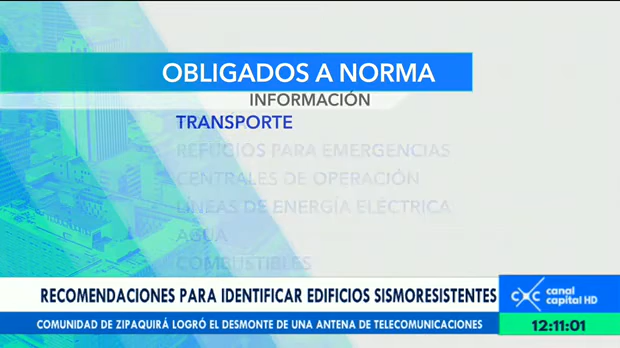 OBLIGADOS A NORMA
INFORMACIÓN
TRANSPORTE
REFUGIOS PARA EMERGENCIAS
CENTRALES DE OPERACIÓN
LÍNEAS DE ENERGÍA ELÉCTRICA
AGUA
COMBUSTIBLES
RECOMENDACIONES PARA IDENTIFICAR EDIFICIOS SISMORESISTENTES
canal
capital HD
COMUNIDAD DE ZIPAQUIRÁ LOGRÓ EL DESMONTE DE UNA ANTENA DE TELECOMUNICACIONES
12:11:01